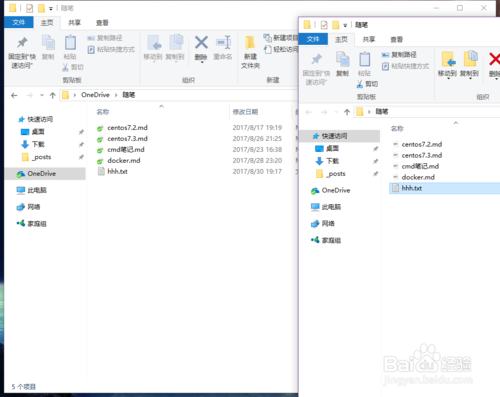 随笔
文件 主页 共享 查看
固定到"快速访问"
复制
粘贴
复制路径
粘贴快捷方式
剪切
移动到
复制到
删除
重命名
新建文件夹
新建项目
轻松访问
剪贴板
组织
新建
OneDrive > 随笔
名称 修改日期
快速访问
桌面
下载
_posts
OneDrive
此电脑
网络
家庭组
centos7.2.md 2017/8/17 19:19
centos7.3.md 2017/8/26 21:25
cmd笔记.md 2017/8/23 16:38
docker.md 2017/8/28 23:20
hhh.txt 2017/8/30 19:17
5 个项目
随笔
文件 主页 共享 查看
固定到"快速访问"
复制
粘贴
复制路径
粘贴快捷方式
剪切
移动到
复制到
删除
剪贴板
组织
随笔
名称
快速访问
桌面
下载
_posts
OneDrive
此电脑
网络
家庭组
centos7.2.md
centos7.3.md
cmd笔记.md
docker.md
hhh.txt
Baidu 经验
jingyan.baidu.com